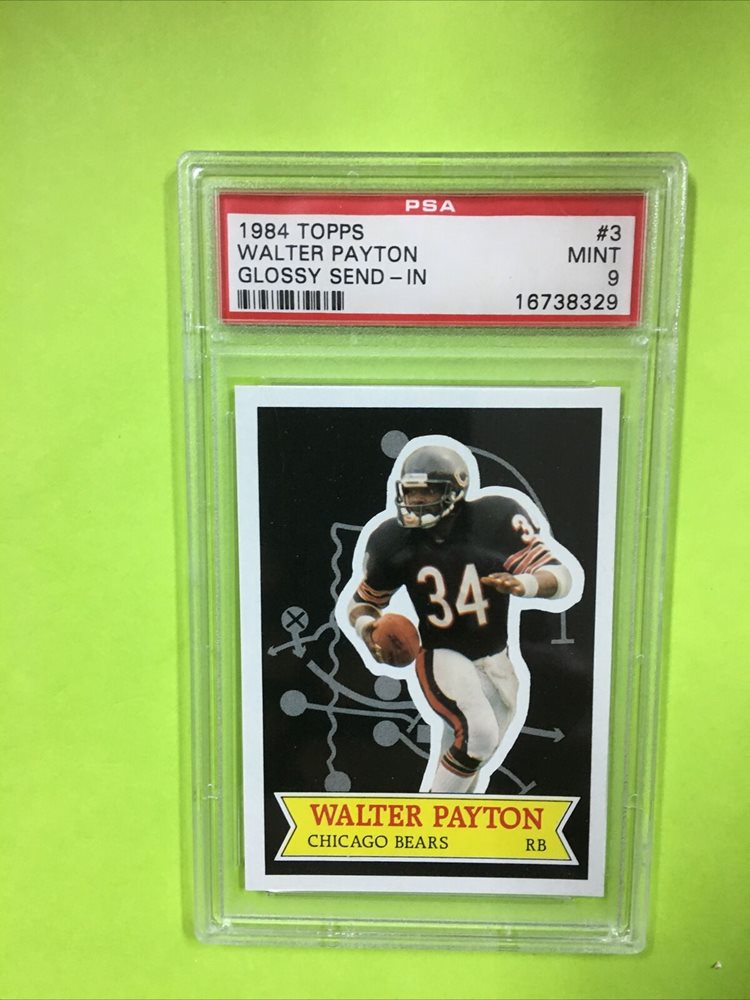 PSA
1984 TOPPS #3
WALTER PAYTON MINT
GLOSSY SEND-IN 9
16738329
34
34
WALTER PAYTON
CHICAGO BEARS RB